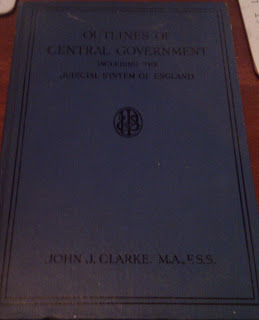 OUTLINES OF
CENTRAL GOVERNMENT
INCLUDING THE
JUDICIAL SYSTEM OF ENGLAND
JOHN J. CLARKE, M.A., F.S.S.